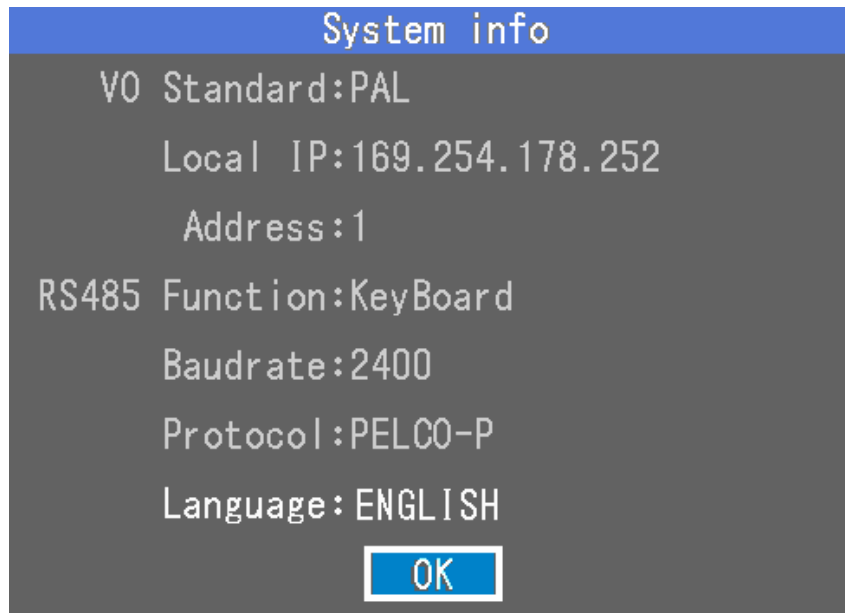 System info
VO Standard:PAL
Local IP:169.254.178.252
Address:1
RS485 Function:KeyBoard
Baudrate:2400
Protocol:PELCO-P
Language:ENGLISH
OK